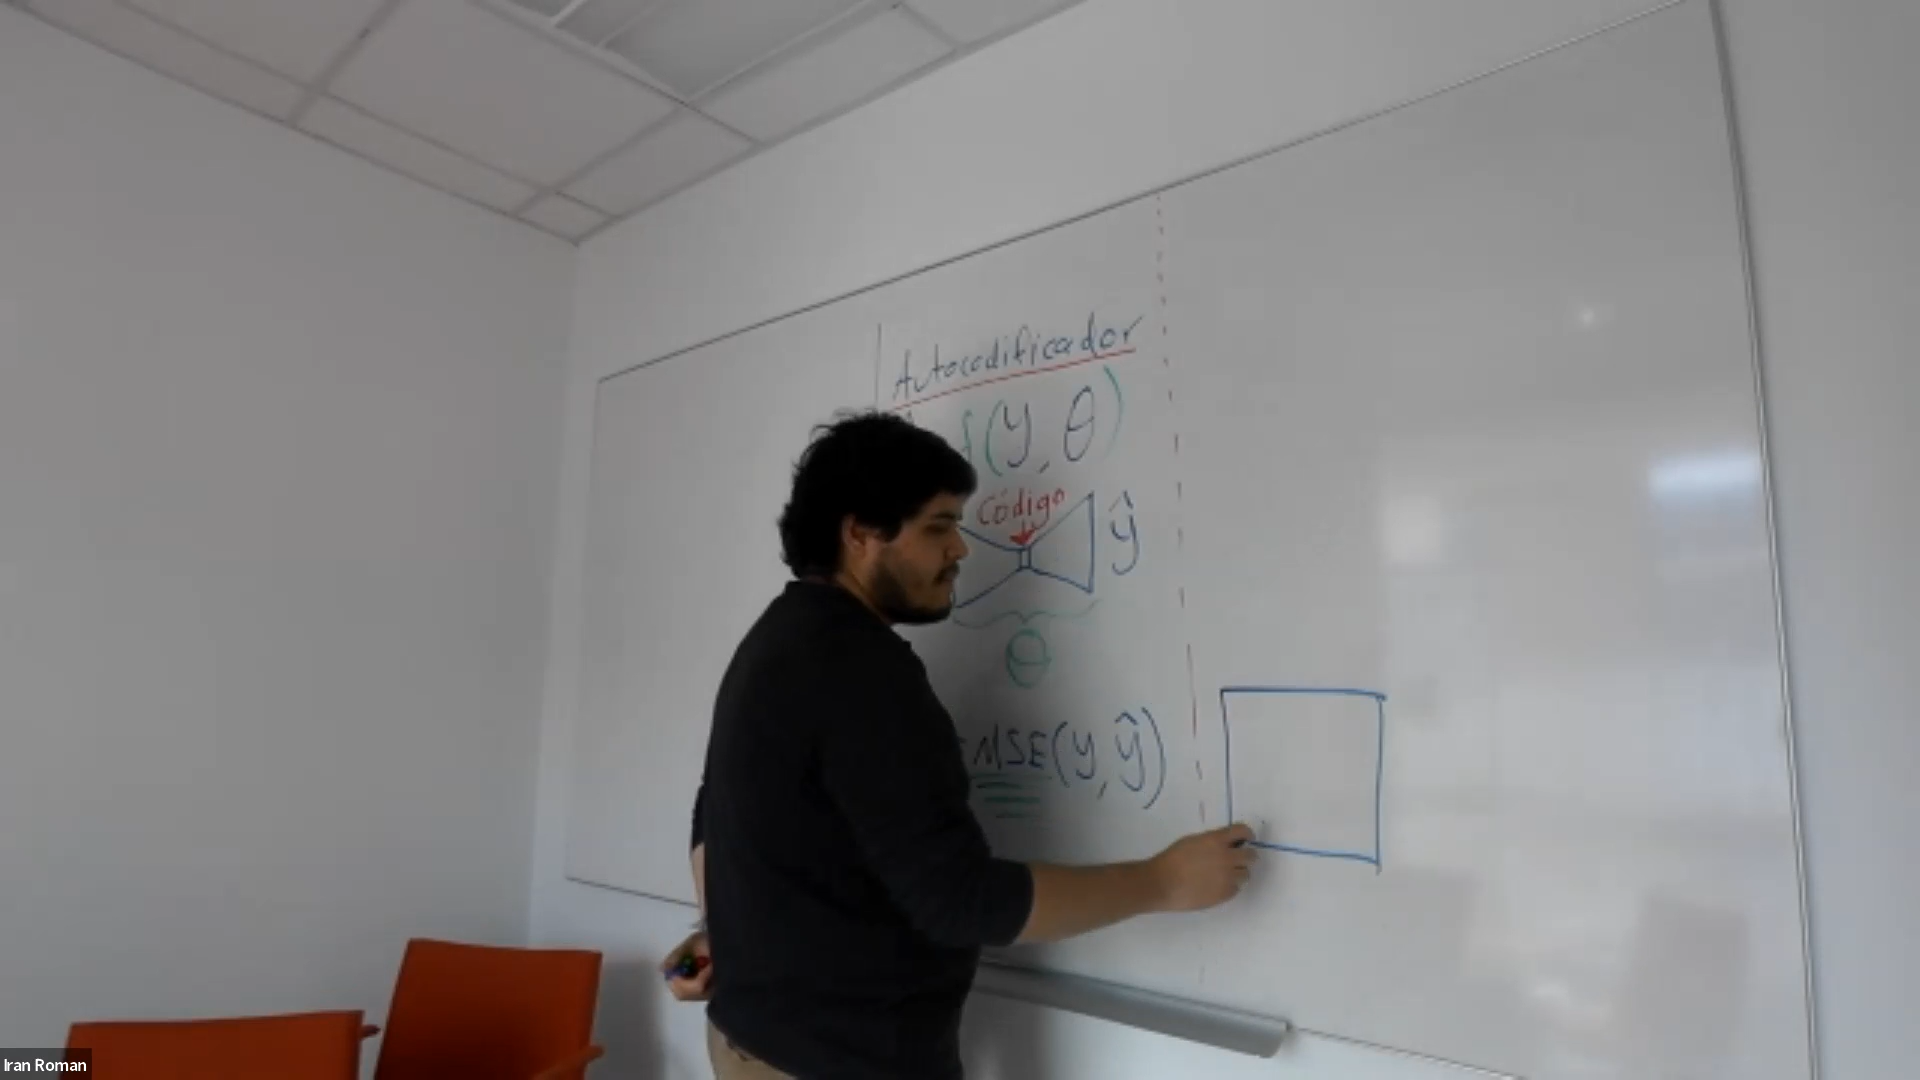 Autocodificador
f(y, θ)
Código
ŷ
θ
MSE(y, ŷ)
Iran Roman